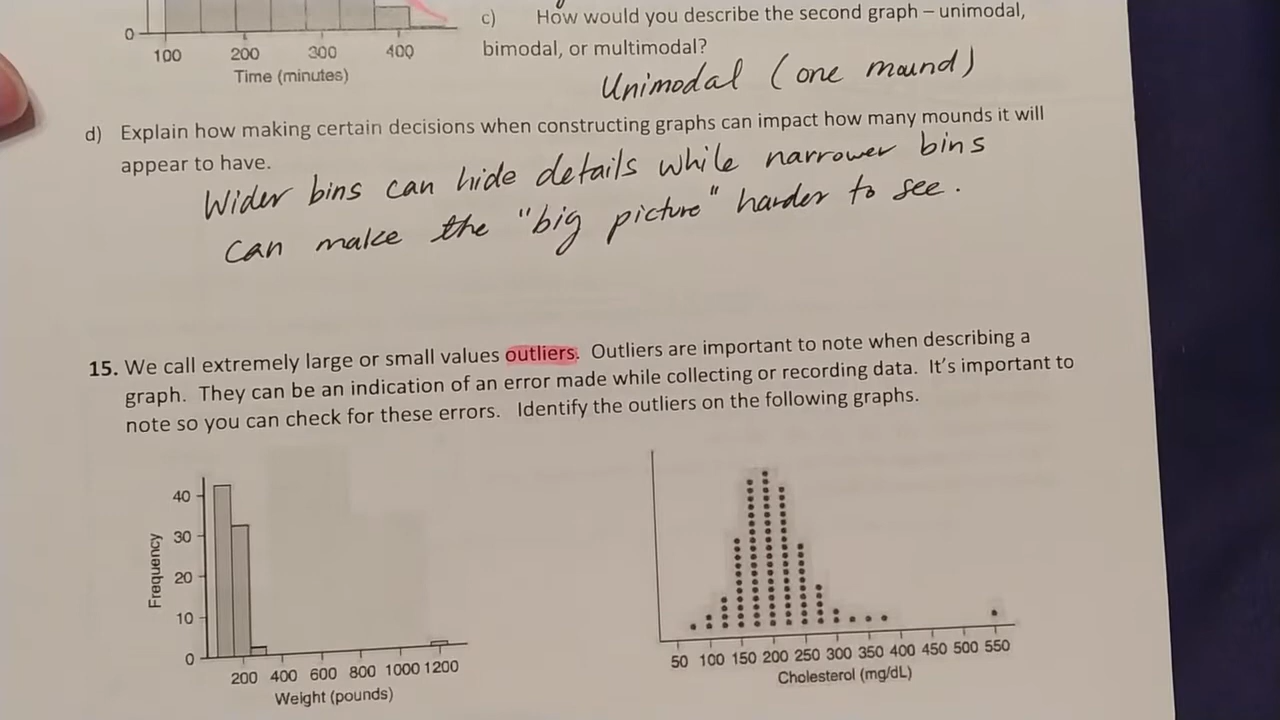 0
100 200 300 400
Time (minutes)
c) How would you describe the second graph – unimodal,
bimodal, or multimodal?
Unimodal (one mound)
d) Explain how making certain decisions when constructing graphs can impact how many mounds it will
appear to have.
Wider bins can hide details while narrower bins
can make the "big picture" harder to see.
15. We call extremely large or small values outliers. Outliers are important to note when describing a
graph. They can be an indication of an error made while collecting or recording data. It's important to
note so you can check for these errors. Identify the outliers on the following graphs.
40
30
20
10
0
Frequency
200 400 600 800 1000 1200
Weight (pounds)
50 100 150 200 250 300 350 400 450 500 550
Cholesterol (mg/dL)